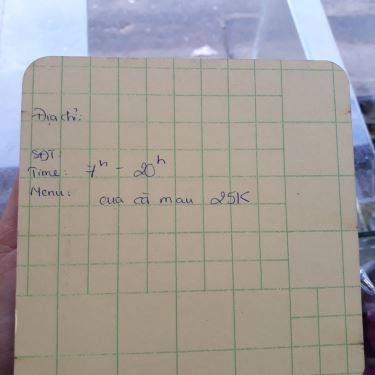 Địa chỉ:
SĐT:
Time: 7h - 20h
Menu: cua cà mau 25K